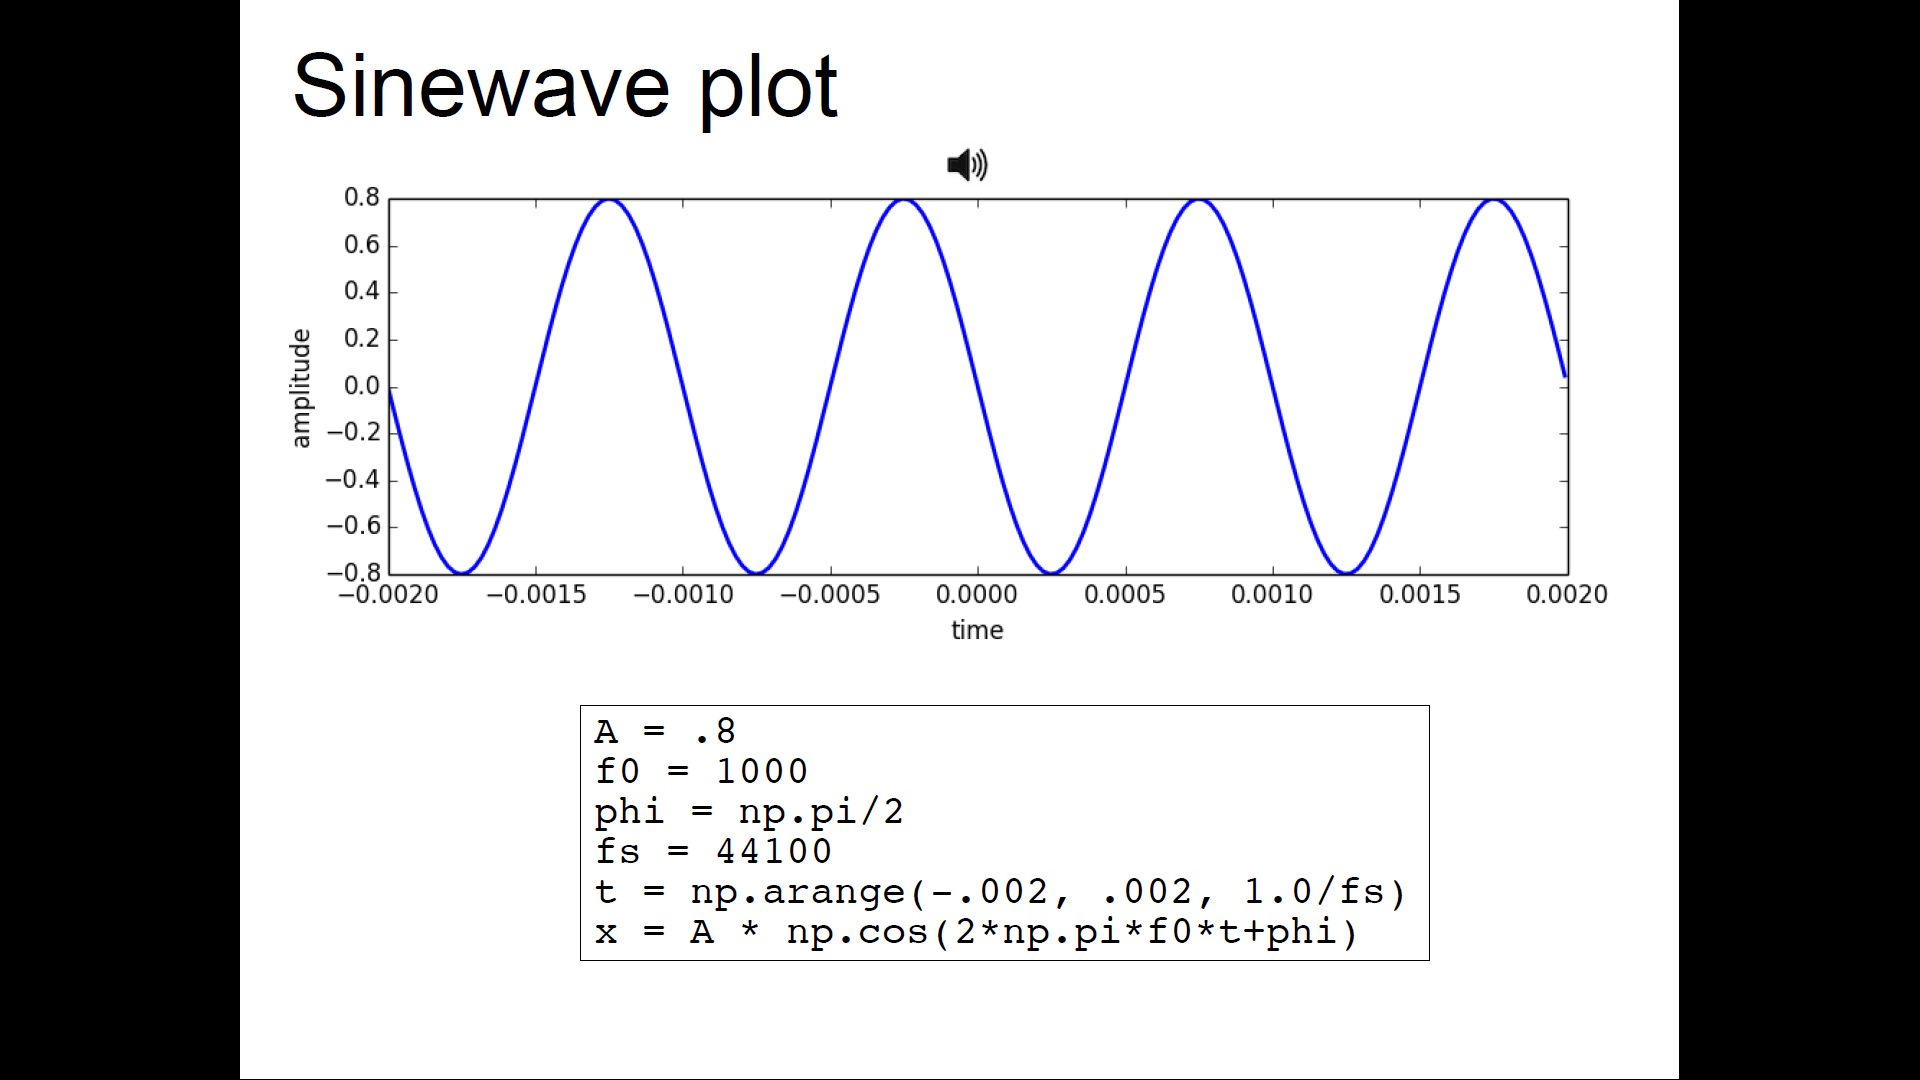 Sinewave plot
0.8
0.6
0.4
0.2
0.0
−0.2
−0.4
−0.6
−0.8
amplitude
−0.0020 −0.0015 −0.0010 −0.0005 0.0000 0.0005 0.0010 0.0015 0.0020
time
A = .8
f0 = 1000
phi = np.pi/2
fs = 44100
t = np.arange(-.002, .002, 1.0/fs)
x = A * np.cos(2*np.pi*f0*t+phi)